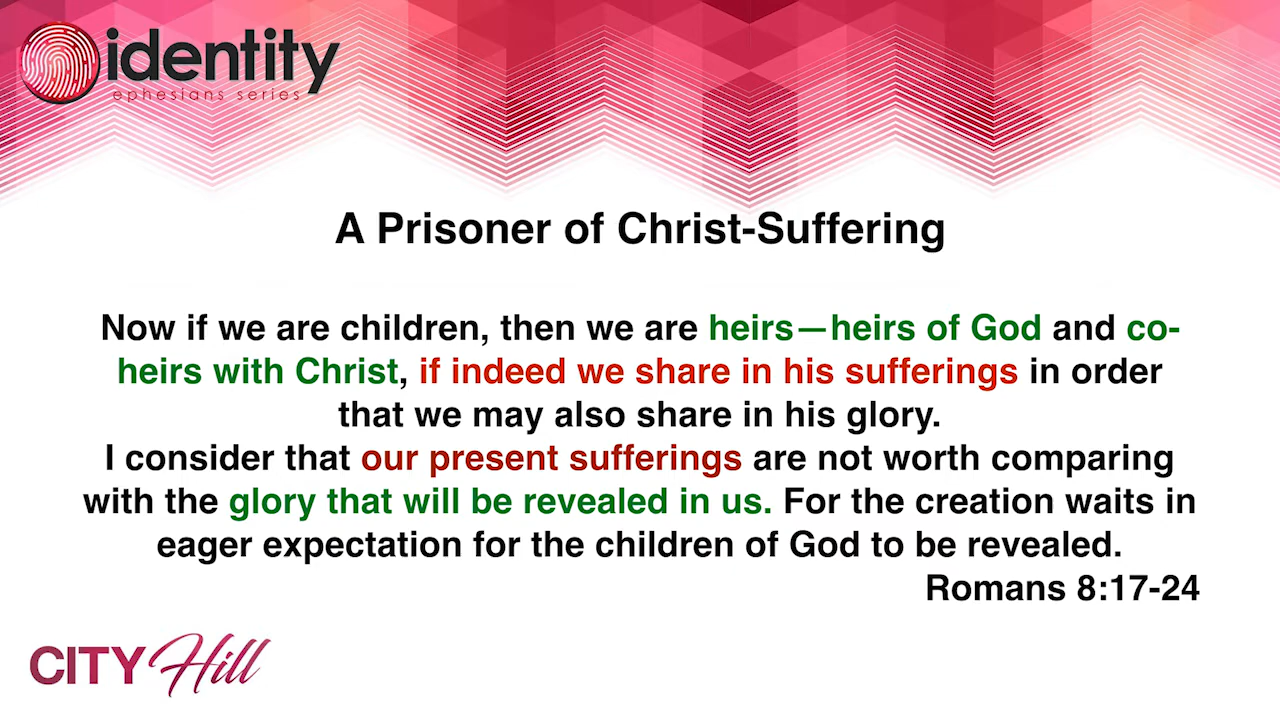 identity
ephesians series
A Prisoner of Christ-Suffering
Now if we are children, then we are heirs—heirs of God and co-
heirs with Christ, if indeed we share in his sufferings in order
that we may also share in his glory.
I consider that our present sufferings are not worth comparing
with the glory that will be revealed in us. For the creation waits in
eager expectation for the children of God to be revealed.
Romans 8:17-24
CITY Hill